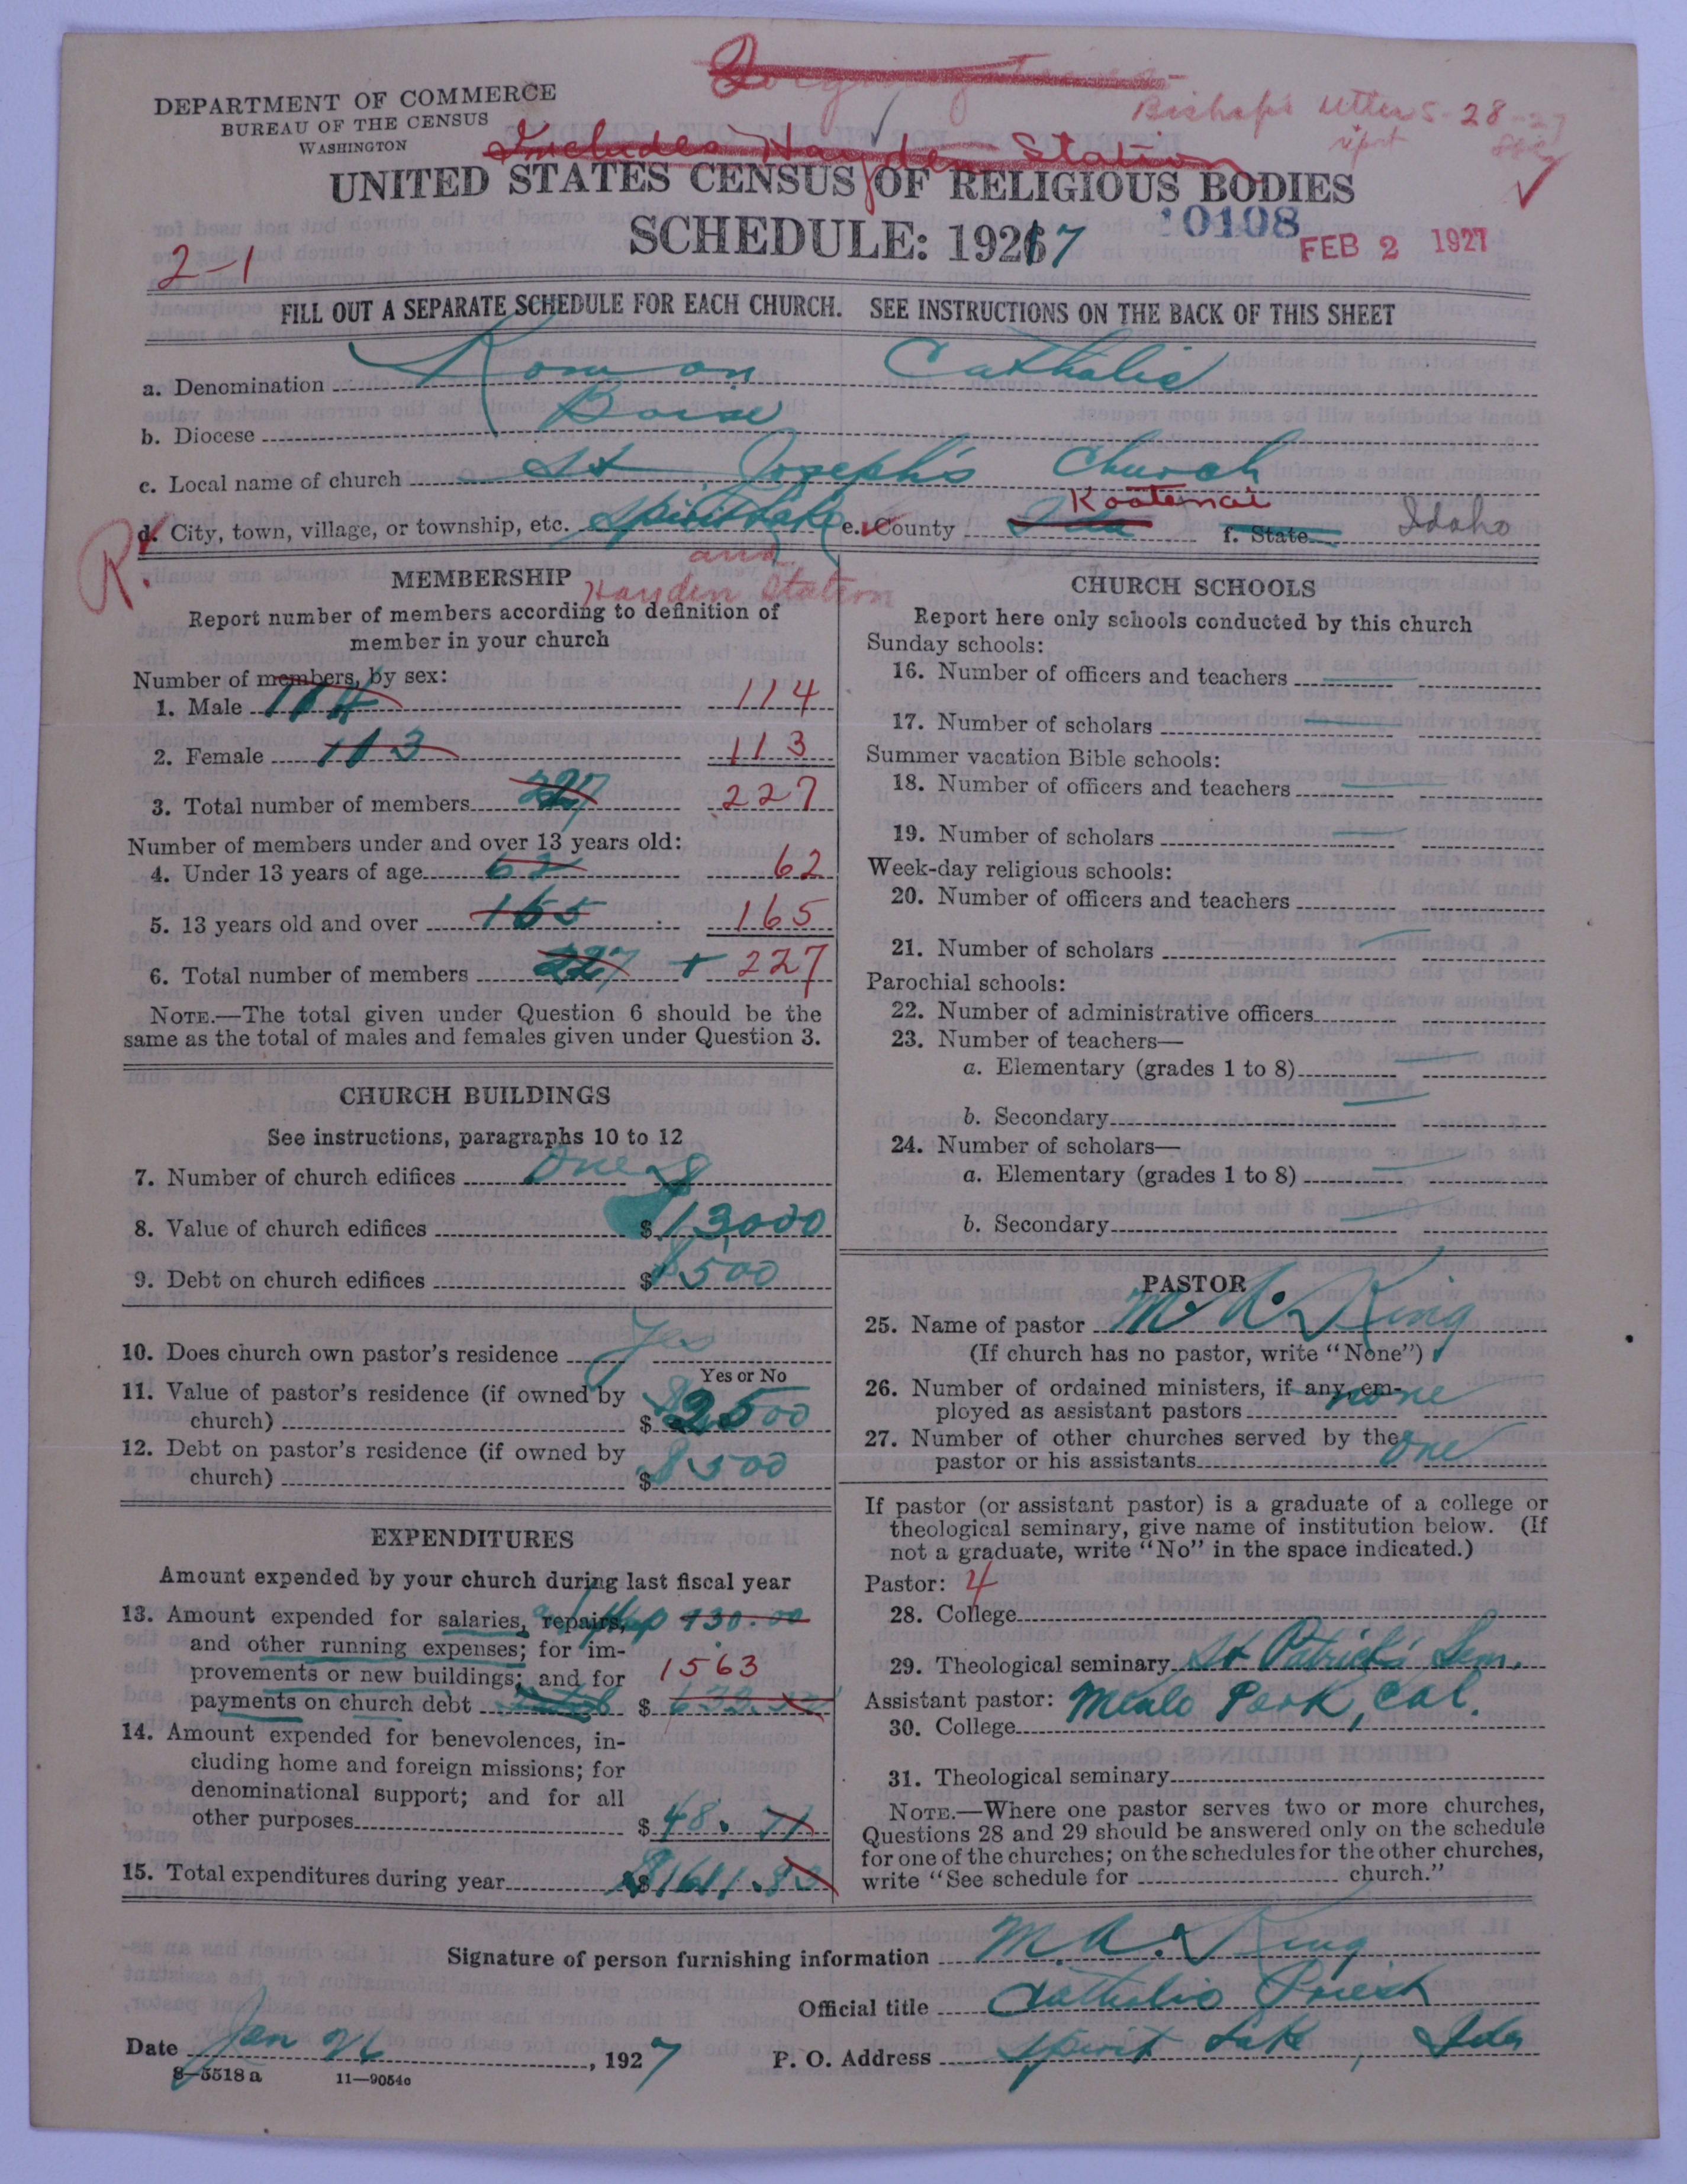 DEPARTMENT OF COMMERCE
BUREAU OF THE CENSUS
WASHINGTON
Bishop's letter 5-28-27
Includes Hayden Station
UNITED STATES CENSUS OF RELIGIOUS BODIES
SCHEDULE: 1926 7
10108
FEB 2 1927
2-1
FILL OUT A SEPARATE SCHEDULE FOR EACH CHURCH. SEE INSTRUCTIONS ON THE BACK OF THIS SHEET
a. Denomination Roman Catholic
b. Diocese Boise
c. Local name of church St. Joseph's Church
d. City, town, village, or township, etc. Spirit Lake e. County Ida Kootenai f. State Idaho
R.
and
Hayden Station
MEMBERSHIP
Report number of members according to definition of
member in your church
Number of members, by sex:
1. Male 114 114
2. Female 113 113
3. Total number of members 227 227
Number of members under and over 13 years old:
4. Under 13 years of age 62 62
5. 13 years old and over 165 165
6. Total number of members 227 + 227
NOTE.—The total given under Question 6 should be the
same as the total of males and females given under Question 3.
CHURCH BUILDINGS
See instructions, paragraphs 10 to 12
7. Number of church edifices One
8. Value of church edifices $13,000
9. Debt on church edifices $ 500
10. Does church own pastor's residence Yes
Yes or No
11. Value of pastor's residence (if owned by
church) $ 2500
12. Debt on pastor's residence (if owned by
church) $ 500
EXPENDITURES
Amount expended by your church during last fiscal year
13. Amount expended for salaries, repairs, 930.00
and other running expenses; for im-
provements or new buildings; and for 1563
payments on church debt $
14. Amount expended for benevolences, in-
cluding home and foreign missions; for
denominational support; and for all
other purposes $ 48.71
15. Total expenditures during year $1611.83
CHURCH SCHOOLS
Report here only schools conducted by this church
Sunday schools:
16. Number of officers and teachers
17. Number of scholars
Summer vacation Bible schools:
18. Number of officers and teachers
19. Number of scholars
Week-day religious schools:
20. Number of officers and teachers
21. Number of scholars
Parochial schools:
22. Number of administrative officers
23. Number of teachers—
a. Elementary (grades 1 to 8)
b. Secondary
24. Number of scholars—
a. Elementary (grades 1 to 8)
b. Secondary
PASTOR
25. Name of pastor M. A. King
(If church has no pastor, write "None")
26. Number of ordained ministers, if any, em-
ployed as assistant pastors none
27. Number of other churches served by the
pastor or his assistants One
If pastor (or assistant pastor) is a graduate of a college or
theological seminary, give name of institution below. (If
not a graduate, write "No" in the space indicated.)
Pastor: 4
28. College
29. Theological seminary St Patrick's Sem.
Assistant pastor: Menlo Park, Cal.
30. College
31. Theological seminary
NOTE.—Where one pastor serves two or more churches,
Questions 28 and 29 should be answered only on the schedule
for one of the churches; on the schedules for the other churches,
write "See schedule for church."
Signature of person furnishing information M. A. King
Official title Catholic Priest
Date Jan 26, 1927 P. O. Address Spirit Lake, Ida
8-5518 a 11-9054c